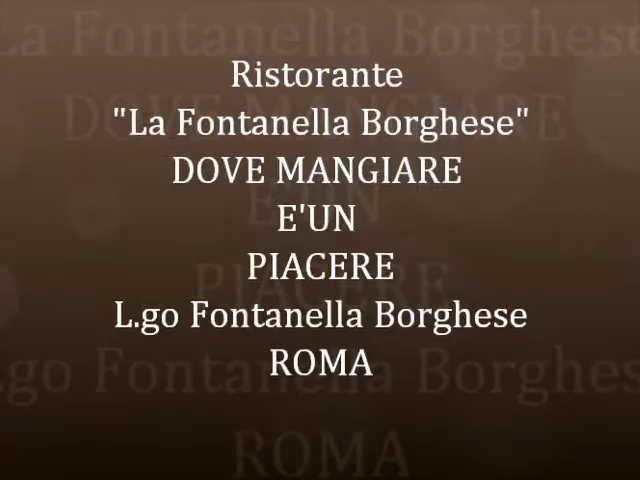 Ristorante
"La Fontanella Borghese"
DOVE MANGIARE
E'UN
PIACERE
L.go Fontanella Borghese
ROMA